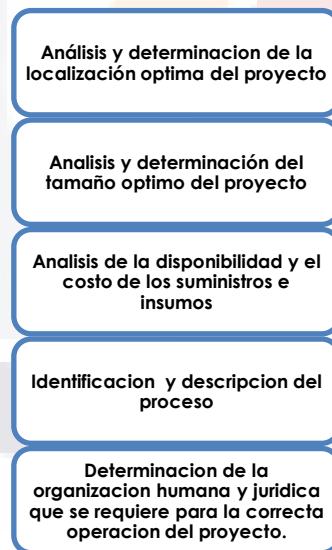 Análisis y determinacion de la
localización optima del proyecto
Analisis y determinación del
tamaño optimo del proyecto
Analisis de la disponibilidad y el
costo de los suministros e
insumos
Identificacion y descripcion del
proceso
Determinacion de la
organizacion humana y juridica
que se requiere para la correcta
operacion del proyecto.